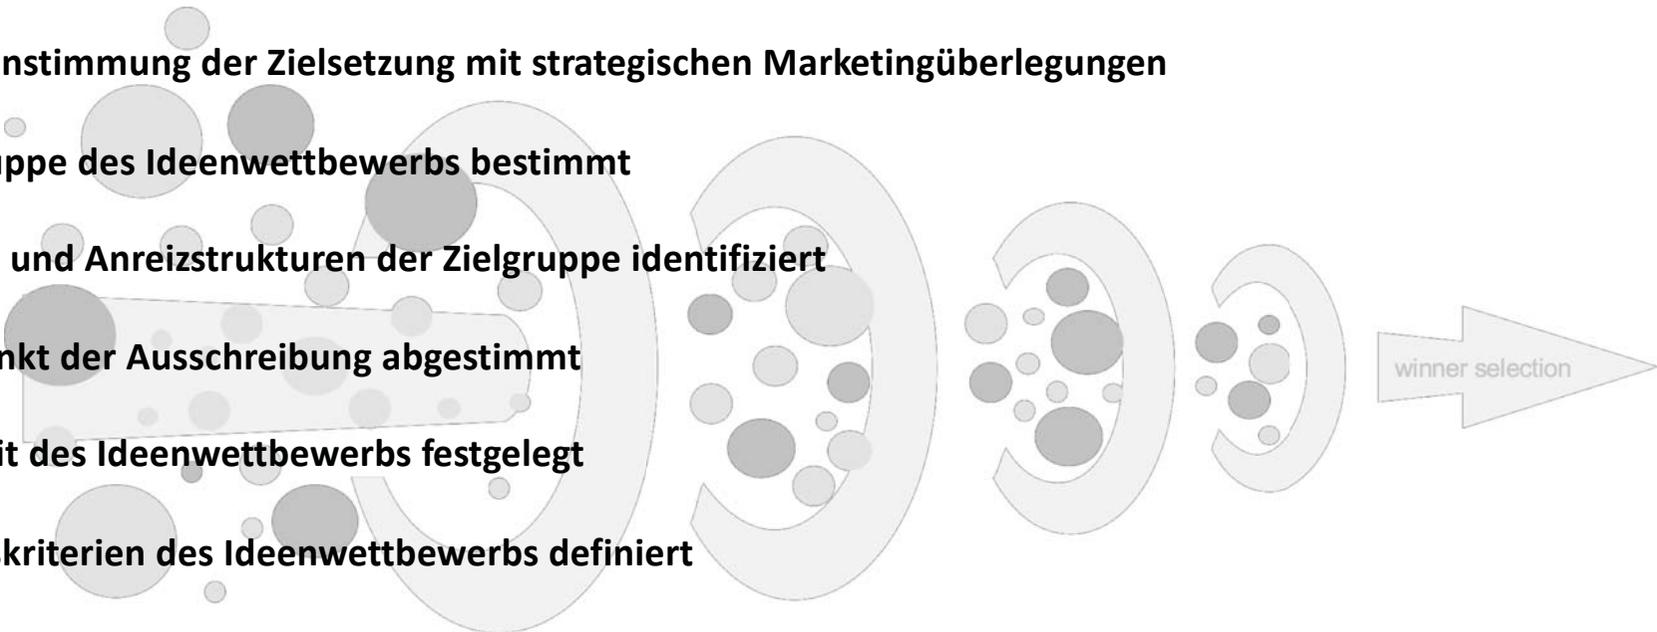 nstimmung der Zielsetzung mit strategischen Marketingüberlegungen
ppe des Ideenwettbewerbs bestimmt
und Anreizstrukturen der Zielgruppe identifiziert
nkt der Ausschreibung abgestimmt
winner selection
it des Ideenwettbewerbs festgelegt
kriterien des Ideenwettbewerbs definiert